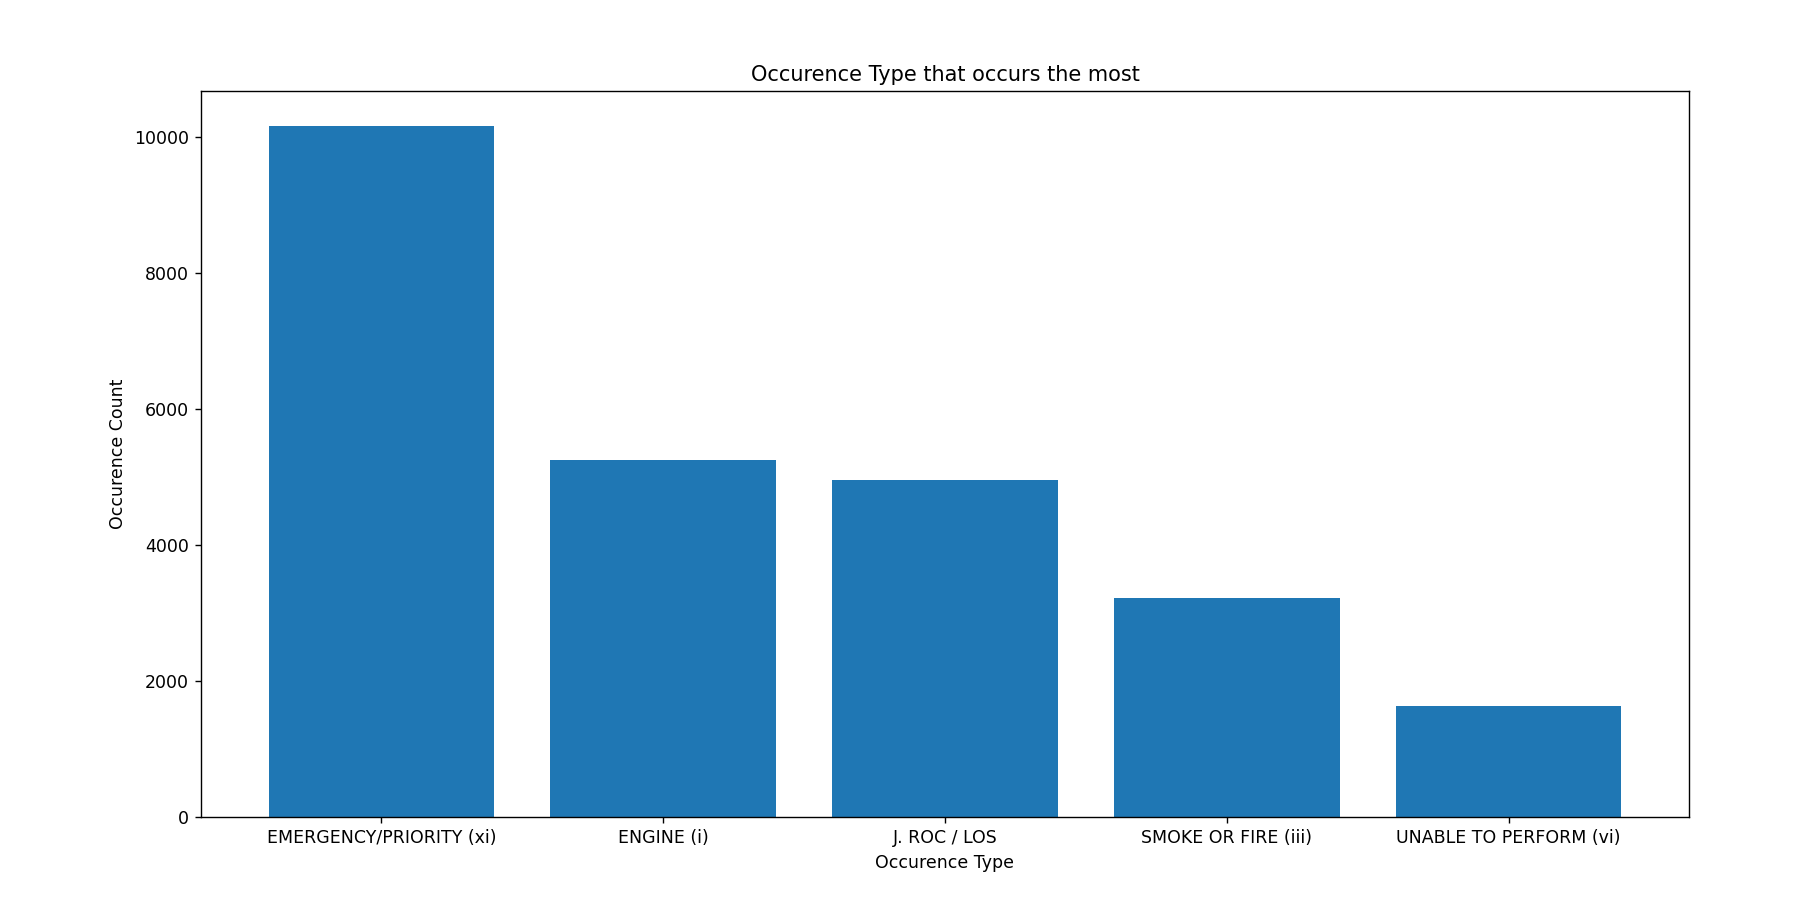 Occurence Type that occurs the most
10000
8000
6000
4000
2000
0
Occurence Count
EMERGENCY/PRIORITY (xi) ENGINE (i) J. ROC / LOS SMOKE OR FIRE (iii) UNABLE TO PERFORM (vi)
Occurence Type